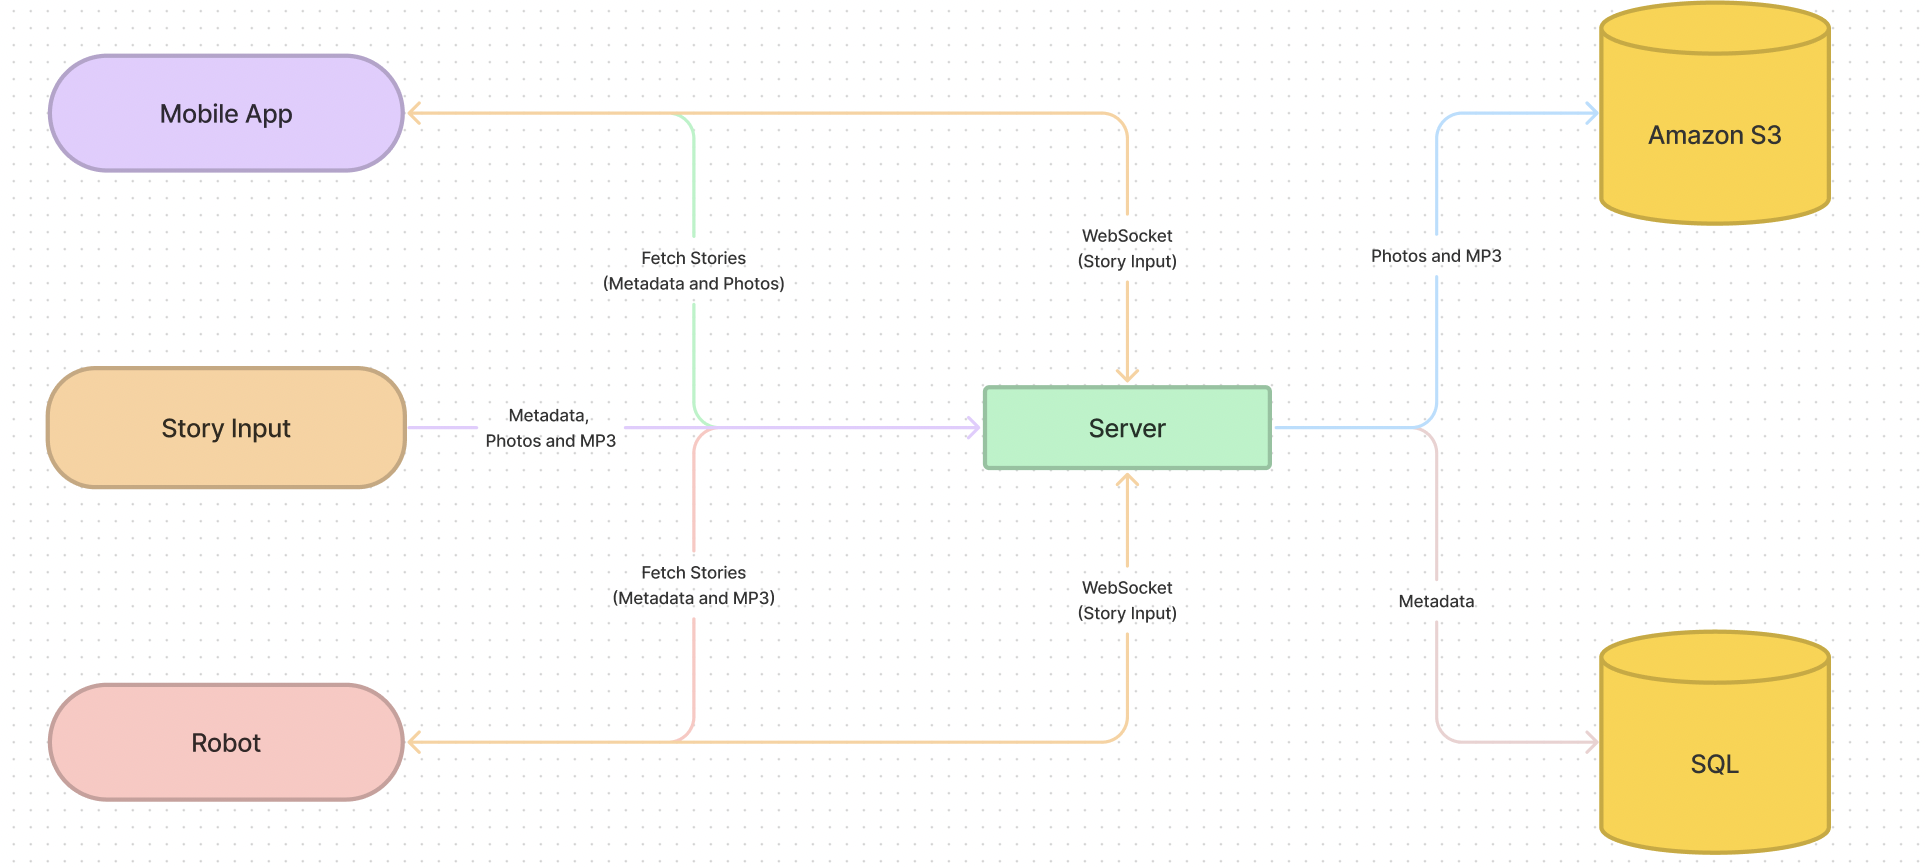 Mobile App
Amazon S3
WebSocket
(Story Input)
Photos and MP3
Fetch Stories
(Metadata and Photos)
Story Input
Metadata,
Photos and MP3
Server
Fetch Stories
(Metadata and MP3)
WebSocket
(Story Input)
Metadata
Robot
SQL